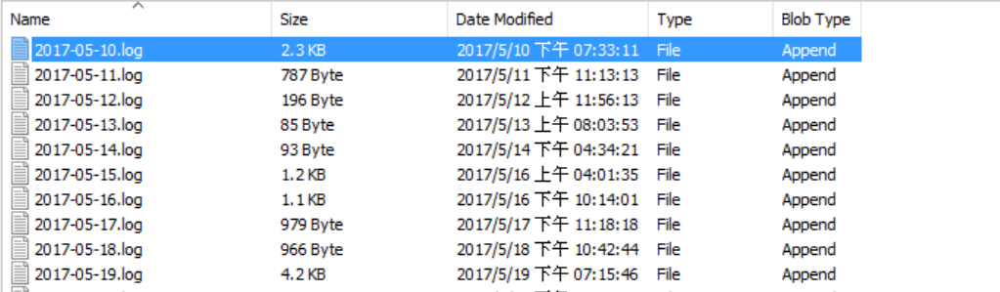 Name Size Date Modified Type Blob Type
2017-05-10.log 2.3 KB 2017/5/10 下午 07:33:11 File Append
2017-05-11.log 787 Byte 2017/5/11 下午 11:13:13 File Append
2017-05-12.log 196 Byte 2017/5/12 上午 11:56:13 File Append
2017-05-13.log 85 Byte 2017/5/13 上午 08:03:53 File Append
2017-05-14.log 93 Byte 2017/5/14 下午 04:34:21 File Append
2017-05-15.log 1.2 KB 2017/5/16 上午 04:01:35 File Append
2017-05-16.log 1.1 KB 2017/5/16 下午 10:14:01 File Append
2017-05-17.log 979 Byte 2017/5/17 下午 11:18:18 File Append
2017-05-18.log 966 Byte 2017/5/18 下午 10:42:44 File Append
2017-05-19.log 4.2 KB 2017/5/19 下午 07:15:46 File Append